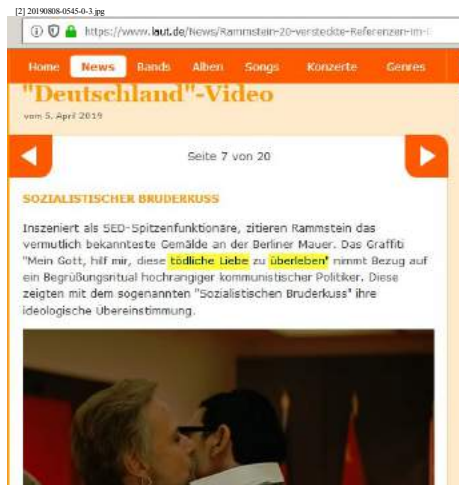 [2] 20190808-0545-0-3.jpg
https://www.laut.de/News/Rammstein-20-versteckte-Referenzen-im-
Home News Bands Alben Songs Konzerte Genres
"Deutschland"-Video
vom 5. April 2019
Seite 7 von 20
SOZIALISTISCHER BRUDERKUSS
Inszeniert als SED-Spitzenfunktionäre, zitieren Rammstein das
vermutlich bekannteste Gemälde an der Berliner Mauer. Das Graffiti
"Mein Gott, hilf mir, diese tödliche Liebe zu überleben" nimmt Bezug auf
ein Begrüßungsritual hochrangiger kommunistischer Politiker. Diese
zeigten mit dem sogenannten "Sozialistischen Bruderkuss" ihre
ideologische Übereinstimmung.